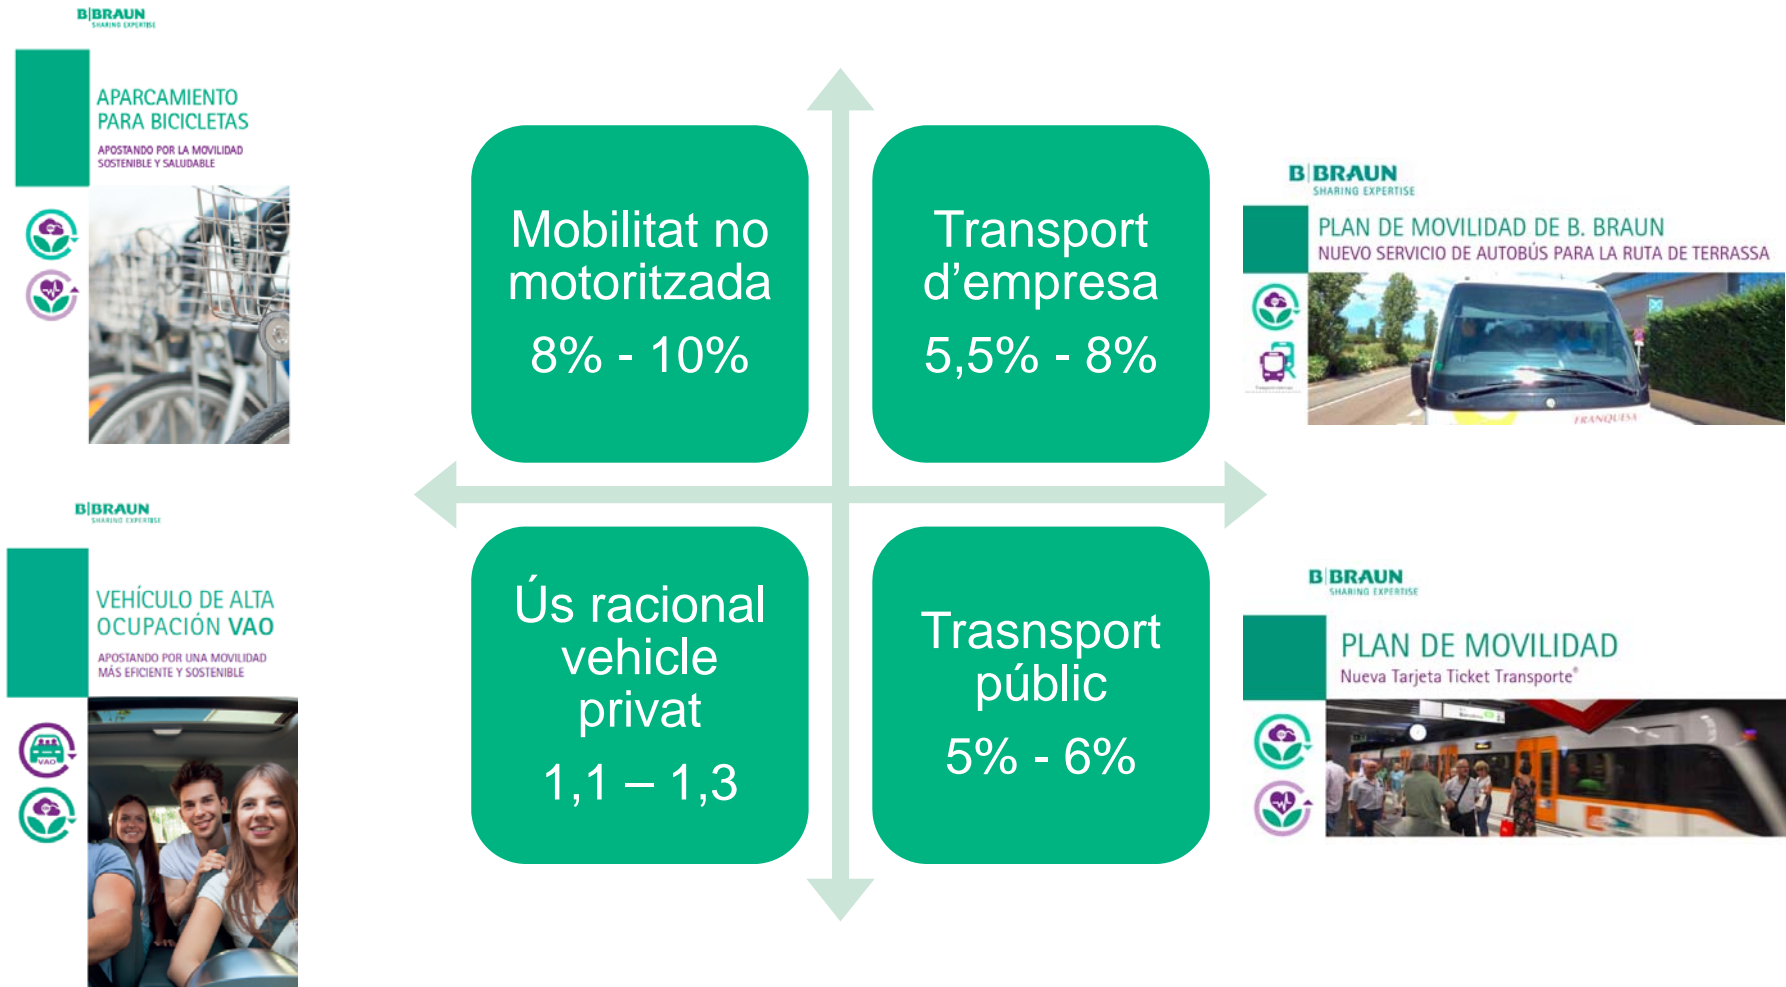 B|BRAUN
SHARING EXPERTISE
APARCAMIENTO
PARA BICICLETAS
APOSTANDO POR LA MOVILIDAD
SOSTENIBLE Y SALUDABLE
B|BRAUN
SHARING EXPERTISE
VEHÍCULO DE ALTA
OCUPACIÓN VAO
APOSTANDO POR UNA MOVILIDAD
MÁS EFICIENTE Y SOSTENIBLE
VAO
Mobilitat no
motoritzada
8% - 10%
Transport
d’empresa
5,5% - 8%
Ús racional
vehicle
privat
1,1 – 1,3
Trasnsport
públic
5% - 6%
B|BRAUN
SHARING EXPERTISE
PLAN DE MOVILIDAD DE B. BRAUN
NUEVO SERVICIO DE AUTOBÚS PARA LA RUTA DE TERRASSA
FRANQUESA
B|BRAUN
SHARING EXPERTISE
PLAN DE MOVILIDAD
Nueva Tarjeta Ticket Transporte®